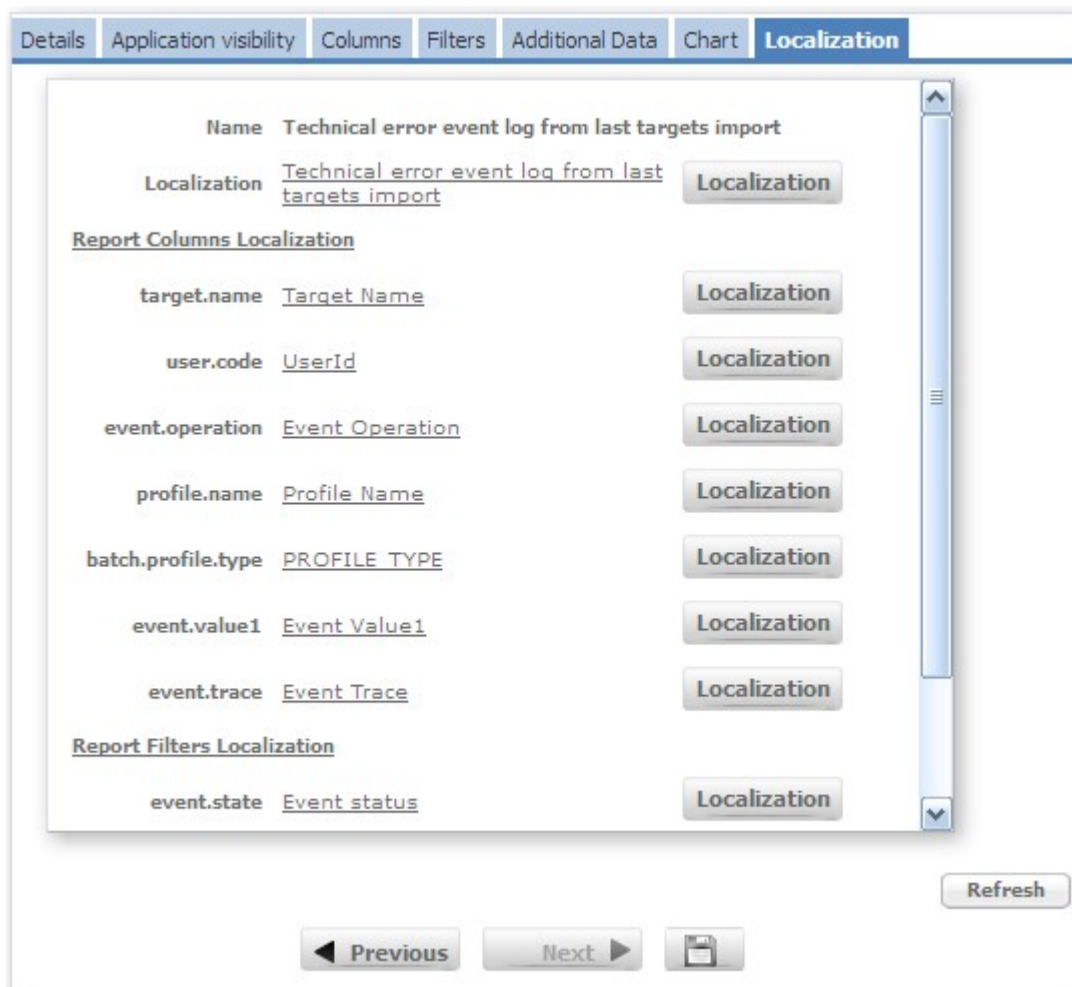 Details Application visibility Columns Filters Additional Data Chart Localization
Name Technical error event log from last targets import
Localization Technical error event log from last targets import Localization
Report Columns Localization
target.name Target Name Localization
user.code UserId Localization
event.operation Event Operation Localization
profile.name Profile Name Localization
batch.profile.type PROFILE_TYPE Localization
event.value1 Event Value1 Localization
event.trace Event Trace Localization
Report Filters Localization
event.state Event status Localization
Refresh
Previous Next